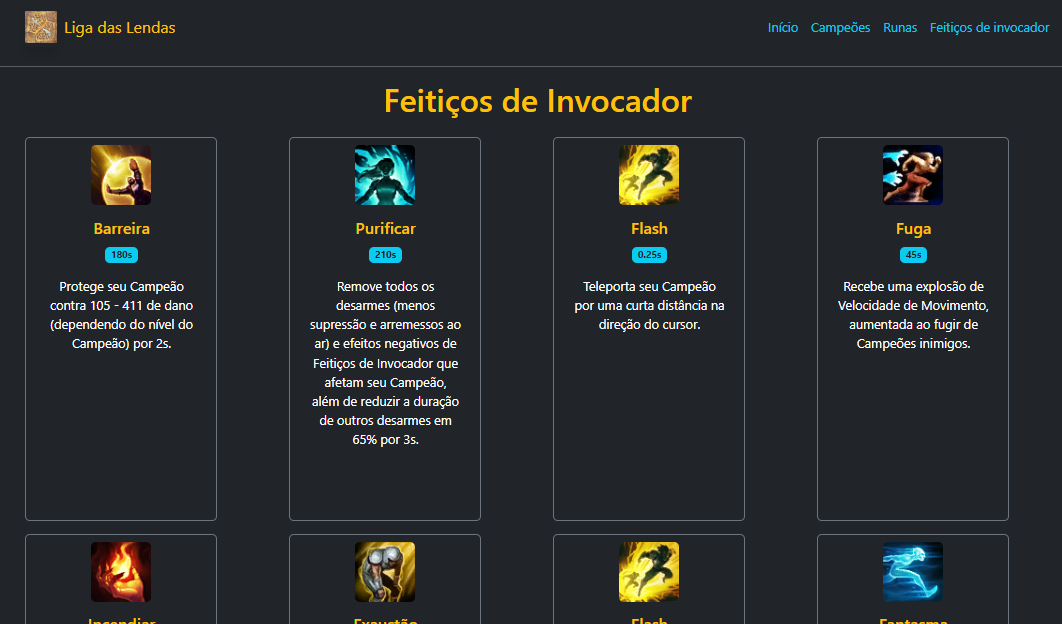 Liga das Lendas
Início Campeões Runas Feitiços de invocador
Feitiços de Invocador
Barreira
180s
Protege seu Campeão
contra 105 - 411 de dano
(dependendo do nível do
Campeão) por 2s.
Purificar
210s
Remove todos os
desarmes (menos
supressão e arremessos ao
ar) e efeitos negativos de
Feitiços de Invocador que
afetam seu Campeão,
além de reduzir a duração
de outros desarmes em
65% por 3s.
Flash
0.25s
Teleporta seu Campeão
por uma curta distância na
direção do cursor.
Fuga
45s
Recebe uma explosão de
Velocidade de Movimento,
aumentada ao fugir de
Campeões inimigos.
Incendiar
Exaustão
Flash
Fantasma